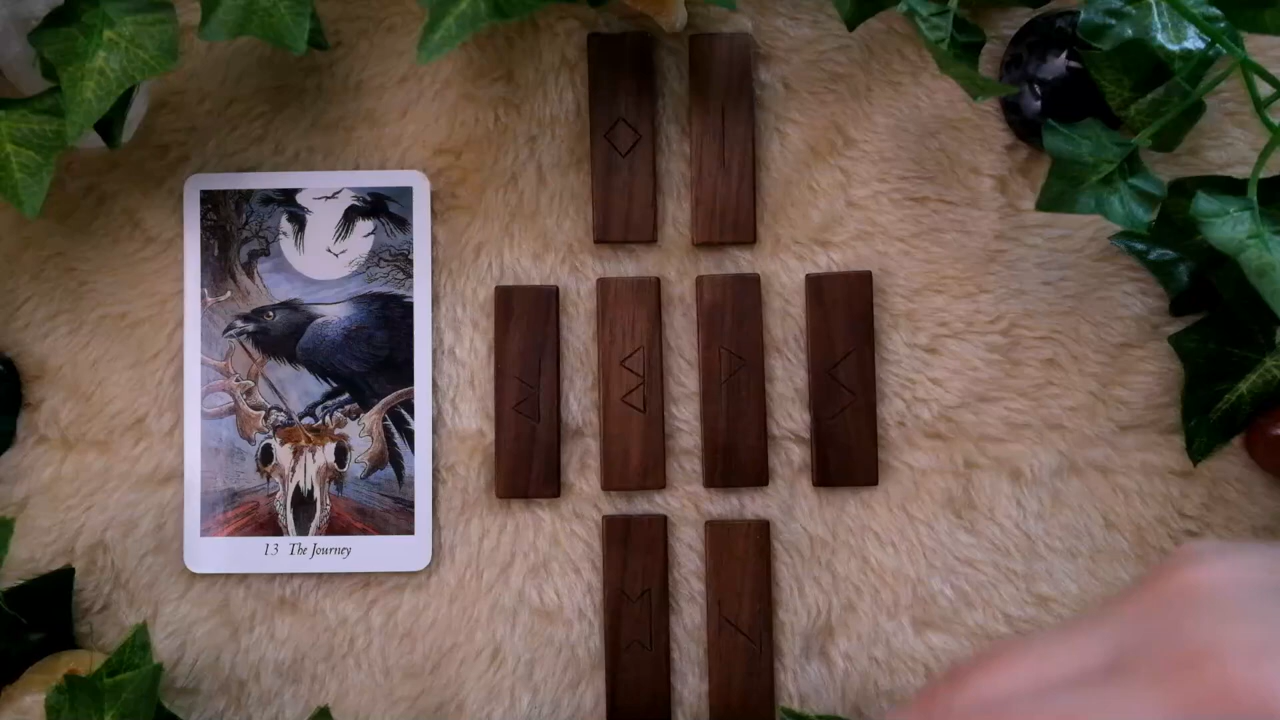 13 The Journey
ᛜ ᛁ
ᚱ ᛒ ᚹ ᛊ
ᛈ ᛚ